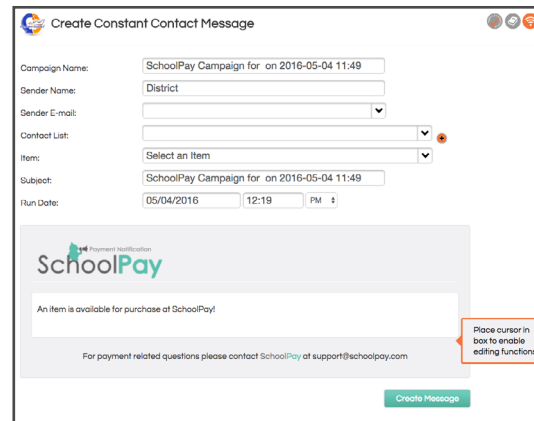 Create Constant Contact Message
Campaign Name: SchoolPay Campaign for on 2016-05-04 11:49
Sender Name: District
Sender E-mail:
Contact List:
Item: Select an Item
Subject: SchoolPay Campaign for on 2016-05-04 11:49
Run Date: 05/04/2016 12:19 PM
Payment Notification
SchoolPay
An item is available for purchase at SchoolPay!
Place cursor in
box to enable
editing functions
For payment related questions please contact SchoolPay at support@schoolpay.com
Create Message